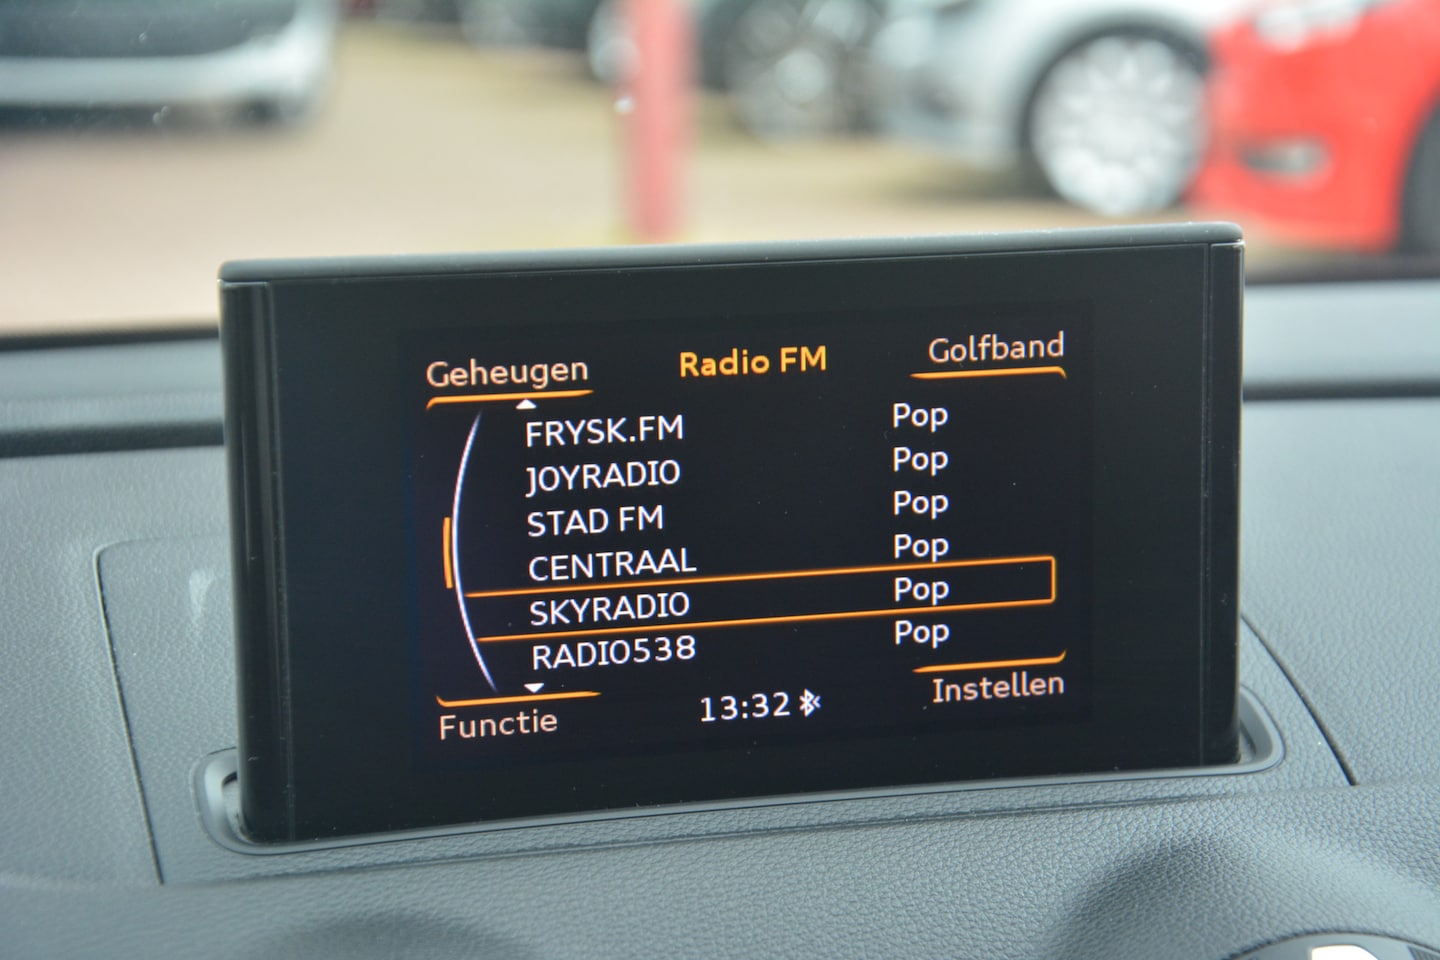 Geheugen Radio FM Golfband
FRYSK.FM Pop
JOYRADIO Pop
STAD FM Pop
CENTRAAL Pop
SKYRADIO Pop
RADIO538 Pop
Functie 13:32 Instellen